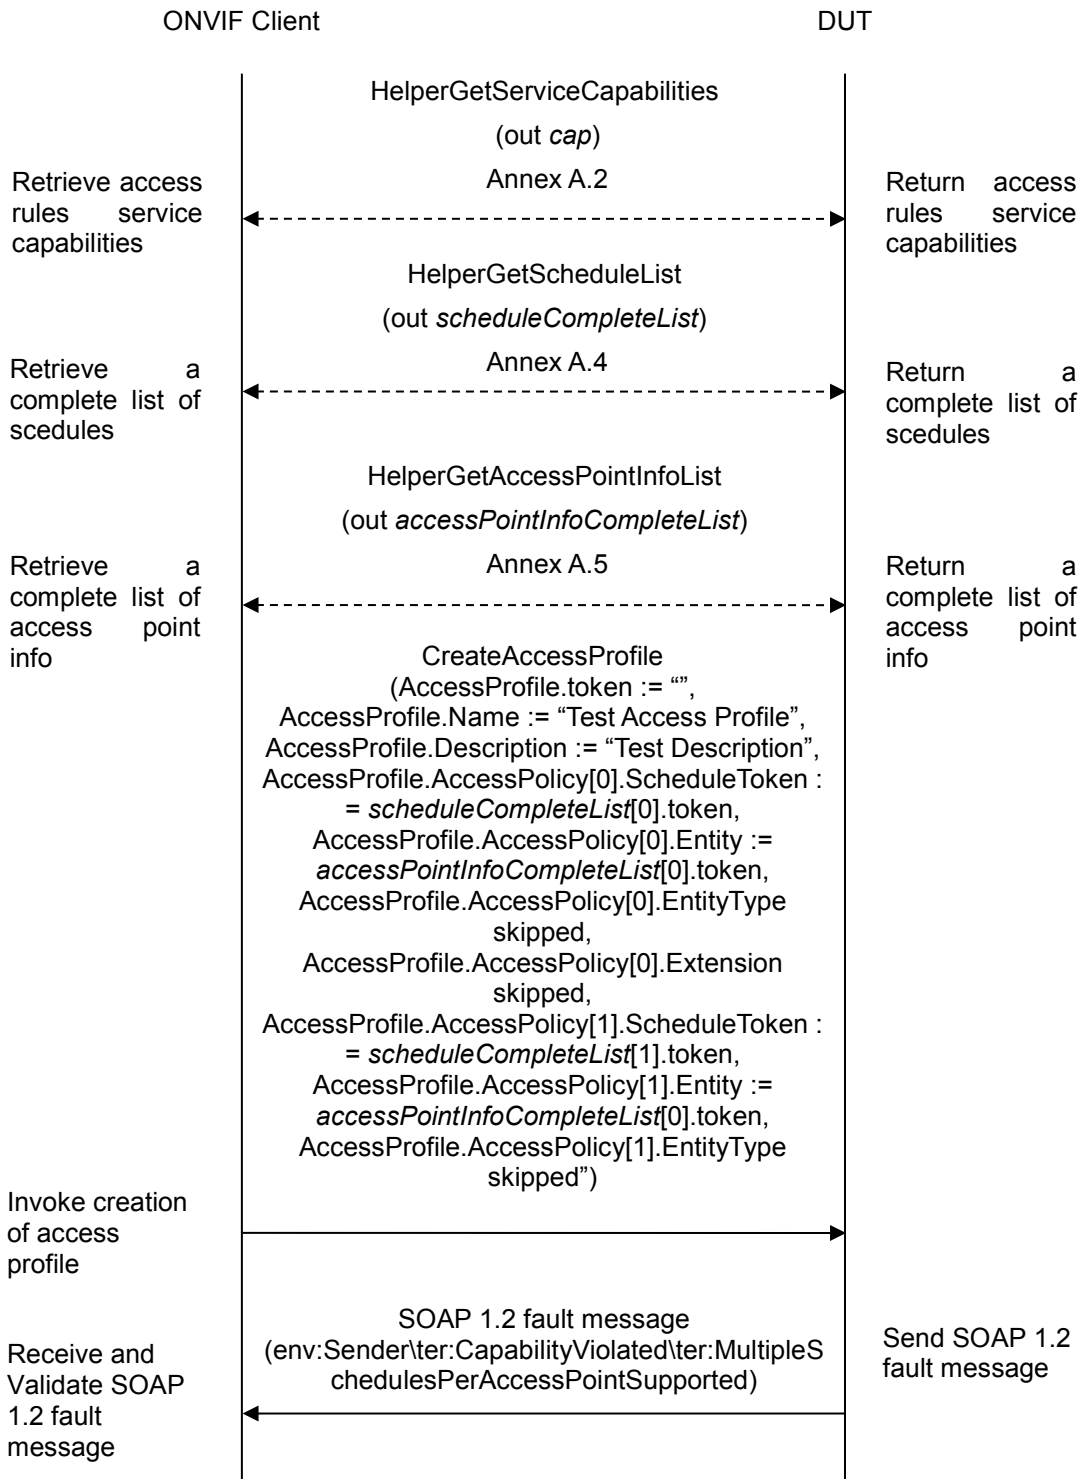 ONVIF Client
DUT
HelperGetServiceCapabilities
(out cap)
Annex A.2
Retrieve access
rules service
capabilities
Return access
rules service
capabilities
HelperGetScheduleList
(out scheduleCompleteList)
Annex A.4
Retrieve a
complete list of
scedules
Return a
complete list of
scedules
HelperGetAccessPointInfoList
(out accessPointInfoCompleteList)
Annex A.5
Retrieve a
complete list of
access point
info
Return a
complete list of
access point
info
CreateAccessProfile
(AccessProfile.token := “”,
AccessProfile.Name := “Test Access Profile”,
AccessProfile.Description := “Test Description”,
AccessProfile.AccessPolicy[0].ScheduleToken :
= scheduleCompleteList[0].token,
AccessProfile.AccessPolicy[0].Entity :=
accessPointInfoCompleteList[0].token,
AccessProfile.AccessPolicy[0].EntityType
skipped,
AccessProfile.AccessPolicy[0].Extension
skipped,
AccessProfile.AccessPolicy[1].ScheduleToken :
= scheduleCompleteList[1].token,
AccessProfile.AccessPolicy[1].Entity :=
accessPointInfoCompleteList[0].token,
AccessProfile.AccessPolicy[1].EntityType
skipped”)
Invoke creation
of access
profile
SOAP 1.2 fault message
(env:Sender\ter:CapabilityViolated\ter:MultipleS
chedulesPerAccessPointSupported)
Send SOAP 1.2
fault message
Receive and
Validate SOAP
1.2 fault
message